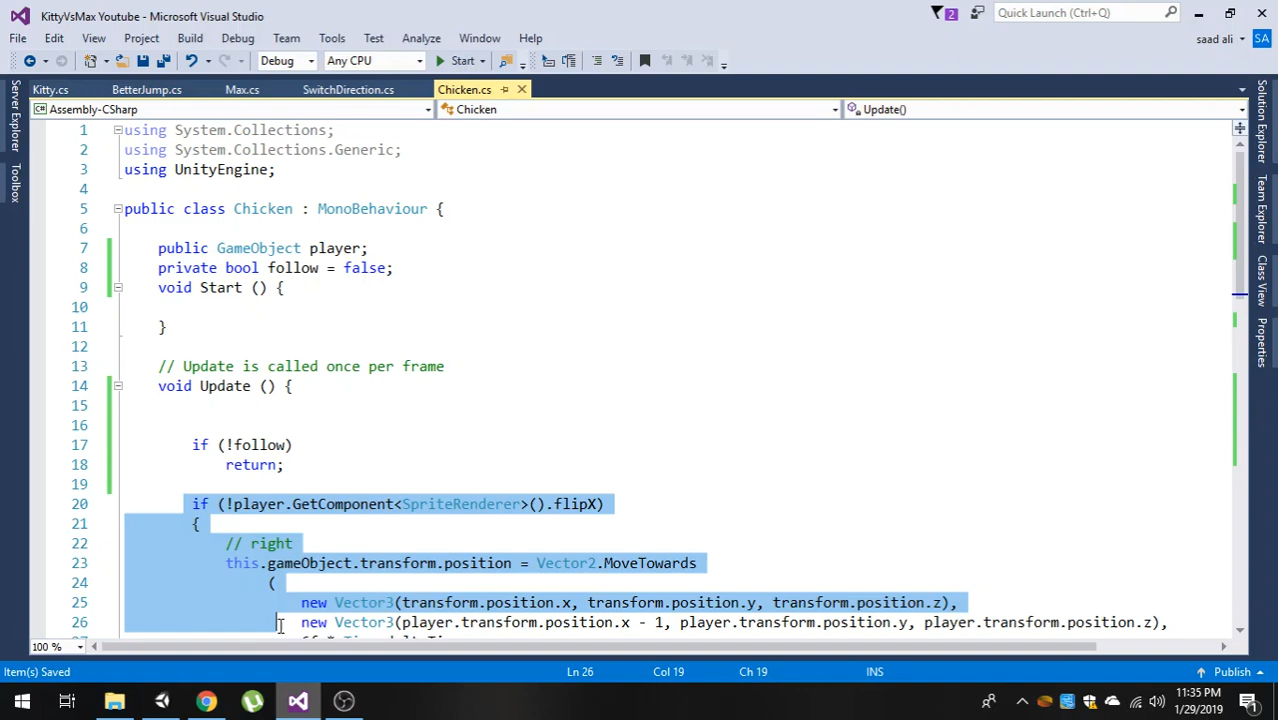 KittyVsMax Youtube - Microsoft Visual Studio
2
Quick Launch (Ctrl+Q)
File Edit View Project Build Debug Team Tools Test Analyze Window Help
saad ali
SA
Debug Any CPU Start
Kitty.cs BetterJump.cs Max.cs SwitchDirection.cs Chicken.cs
C# Assembly-CSharp Chicken Update()
Server Explorer
Toolbox
Solution Explorer
Team Explorer
Class View
Properties
1 using System.Collections;
2 using System.Collections.Generic;
3 using UnityEngine;
4
5 public class Chicken : MonoBehaviour {
6
7 public GameObject player;
8 private bool follow = false;
9 void Start () {
10
11 }
12
13 // Update is called once per frame
14 void Update () {
15
16
17 if (!follow)
18 return;
19
20 if (!player.GetComponent<SpriteRenderer>().flipX)
21 {
22 // right
23 this.gameObject.transform.position = Vector2.MoveTowards
24 (
25 new Vector3(transform.position.x, transform.position.y, transform.position.z),
26 new Vector3(player.transform.position.x - 1, player.transform.position.y, player.transform.position.z),
100 %
Item(s) Saved Ln 26 Col 19 Ch 19 INS Publish
11:35 PM
1/29/2019
1